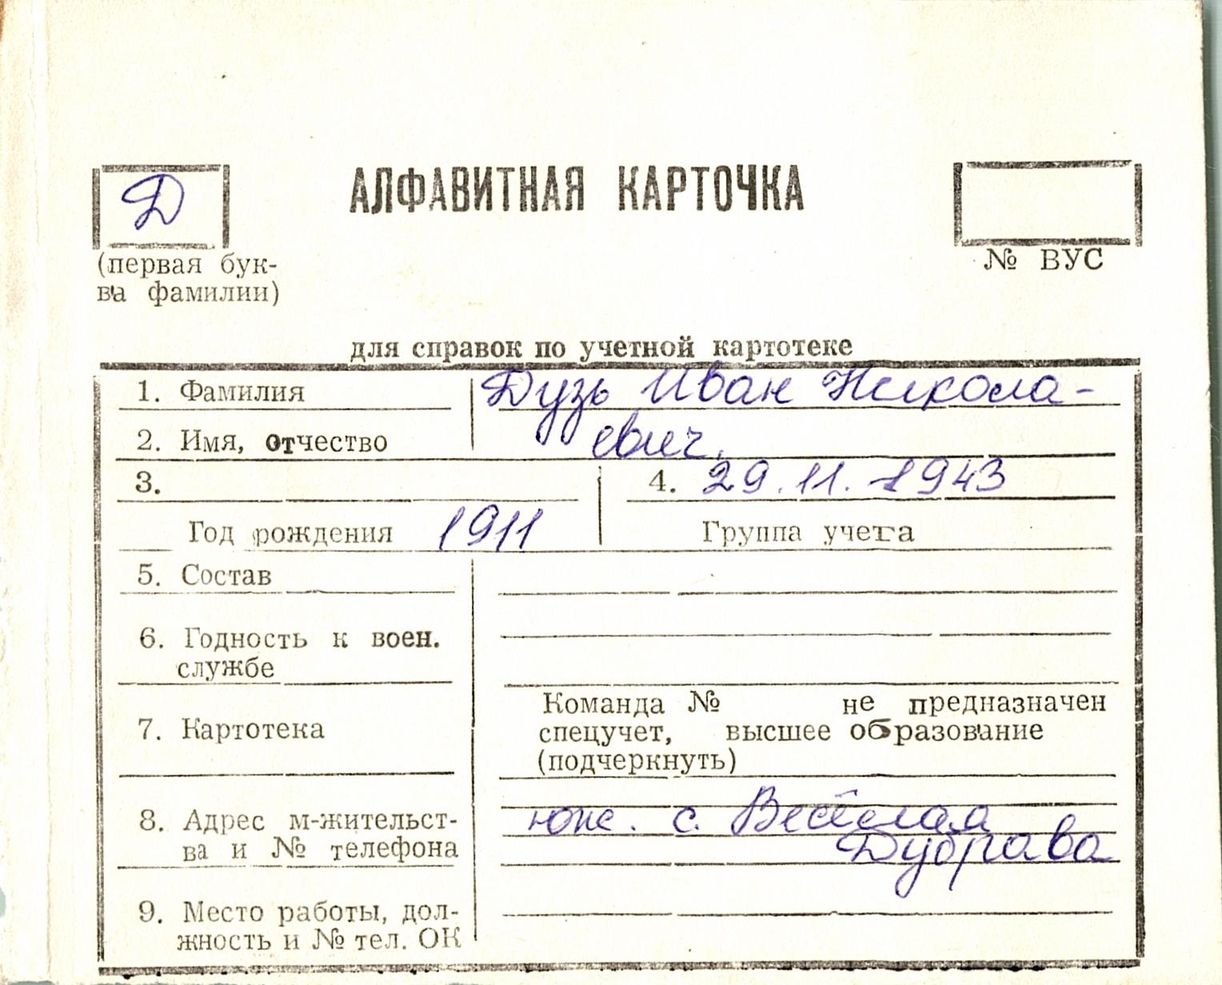 Д
АЛФАВИТНАЯ КАРТОЧКА
(первая бук-
ва фамилии)
№ ВУС
для справок по учетной картотеке
1. Фамилия Дузь Иван Никола-
2. Имя, отчество евич.
3. 4. 29.11.1943
Год рождения 1911 Группа учета
5. Состав
6. Годность к воен.
службе
7. Картотека
Команда № не предназначен
спецучет, высшее образование
(подчеркнуть)
8. Адрес м-жительст-
ва и № телефона
юж. с. Весёлая
Дубрава
9. Место работы, дол-
жность и № тел. ОК